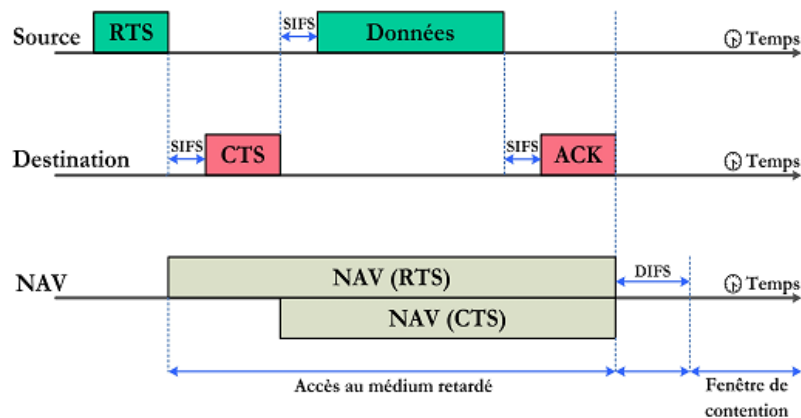 Source
RTS
SIFS
Données
Temps
Destination
SIFS
CTS
SIFS
ACK
Temps
NAV
NAV (RTS)
DIFS
Temps
NAV (CTS)
Accès au médium retardé
Fenêtre de
contention